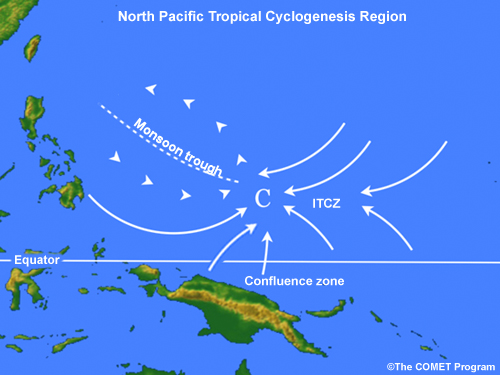 North Pacific Tropical Cyclogenesis Region
Monsoon trough
C
ITCZ
Equator
Confluence zone
©The COMET Program